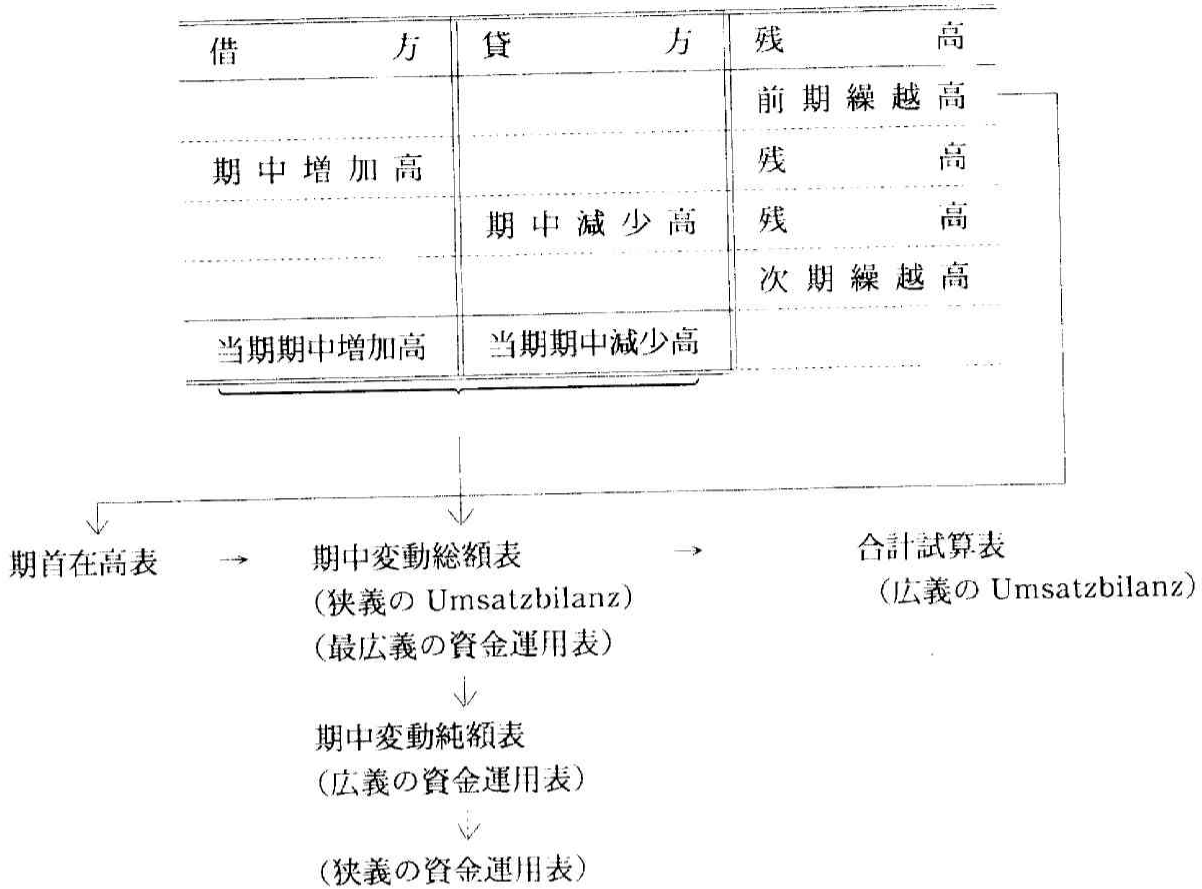 借方 貸方 残高
前期繰越高
期中増加高 残高
期中減少高 残高
次期繰越高
当期期中増加高 当期期中減少高
期首在高表 → 期中変動総額表 → 合計試算表
(狭義の Umsatzbilanz) (広義の Umsatzbilanz)
(最広義の資金運用表)
期中変動純額表
(広義の資金運用表)
(狭義の資金運用表)